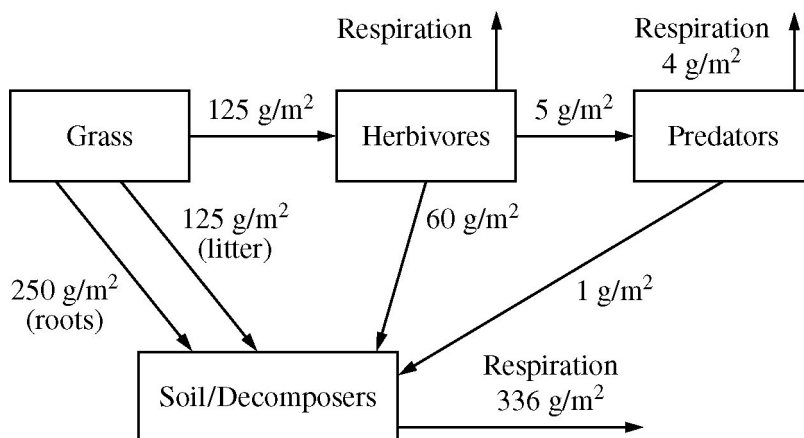 Respiration
Respiration
4 g/m²
125 g/m²
5 g/m²
Grass
Herbivores
Predators
125 g/m²
(litter)
60 g/m²
250 g/m²
(roots)
1 g/m²
Respiration
336 g/m²
Soil/Decomposers